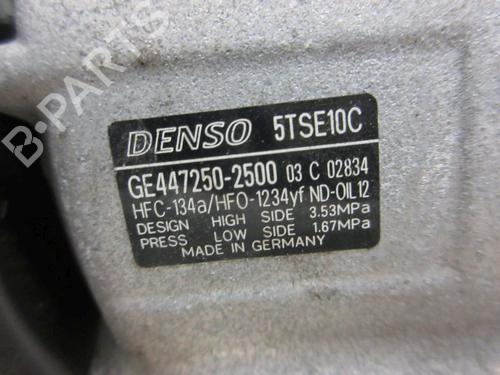 DENSO 5TSE10C
GE447250-2500 03 C 02834
HFC-134a/HFO-1234yf ND-OIL12
DESIGN HIGH SIDE 3.53MPa
PRESS LOW SIDE 1.67MPa
MADE IN GERMANY
B-PARTS